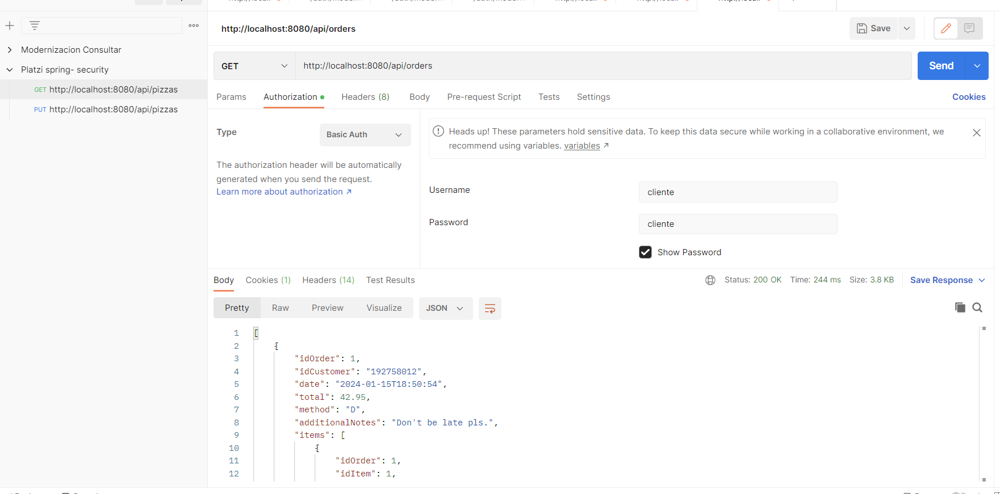 http://localhost:8080/api/orders
Save
Modernizacion Consultar
Platzi spring- security
GET http://localhost:8080/api/pizzas
PUT http://localhost:8080/api/pizzas
GET
http://localhost:8080/api/orders
Send
Params
Authorization
Headers (8)
Body
Pre-request Script
Tests
Settings
Cookies
Type
Basic Auth
The authorization header will be automatically
generated when you send the request.
Learn more about authorization ↗
Heads up! These parameters hold sensitive data. To keep this data secure while working in a collaborative environment, we
recommend using variables. variables ↗
Username
cliente
Password
cliente
Show Password
Body
Cookies (1)
Headers (14)
Test Results
Status: 200 OK
Time: 244 ms
Size: 3.8 KB
Save Response
Pretty
Raw
Preview
Visualize
JSON
1 [
2 {
3 "idOrder": 1,
4 "idCustomer": "192758012",
5 "date": "2024-01-15T18:50:54",
6 "total": 42.95,
7 "method": "D",
8 "additionalNotes": "Don't be late pls.",
9 "items": [
10 {
11 "idOrder": 1,
12 "idItem": 1,